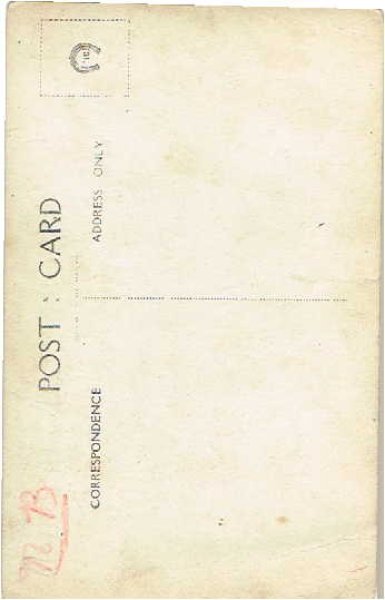 POST : CARD
CORRESPONDENCE
ADDRESS ONLY